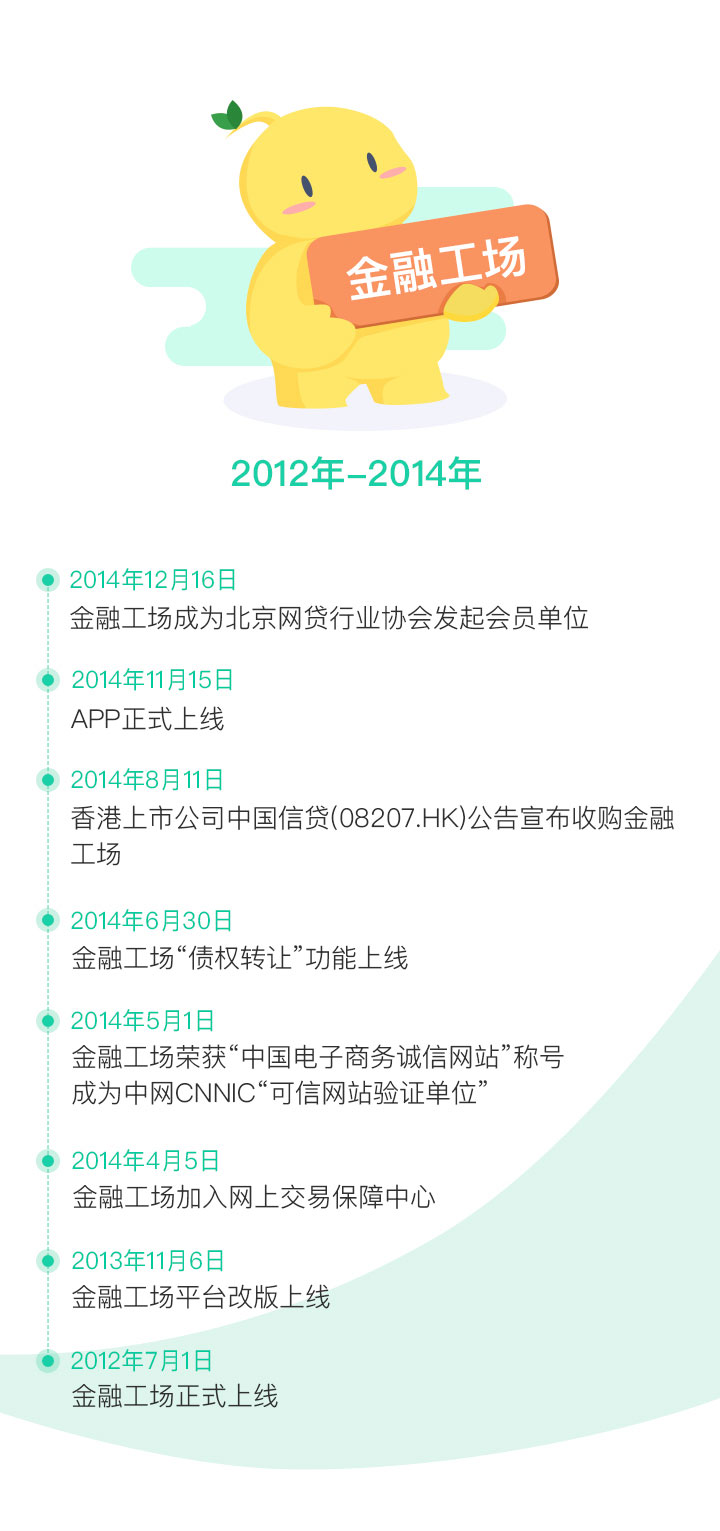 金融工场
2012年-2014年
2014年12月16日
金融工场成为北京网贷行业协会发起会员单位
2014年11月15日
APP正式上线
2014年8月11日
香港上市公司中国信贷(08207.HK)公告宣布收购金融
工场
2014年6月30日
金融工场“债权转让”功能上线
2014年5月1日
金融工场荣获“中国电子商务诚信网站”称号
成为中网CNNIC“可信网站验证单位”
2014年4月5日
金融工场加入网上交易保障中心
2013年11月6日
金融工场平台改版上线
2012年7月1日
金融工场正式上线